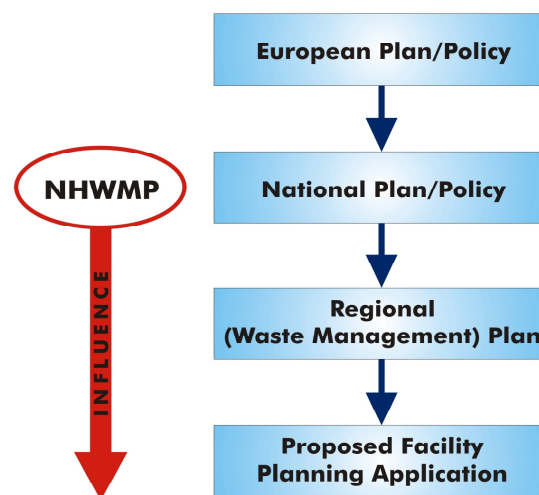 European Plan/Policy
NHWMP
National Plan/Policy
INFLUENCE
Regional
(Waste Management) Plan
Proposed Facility
Planning Application